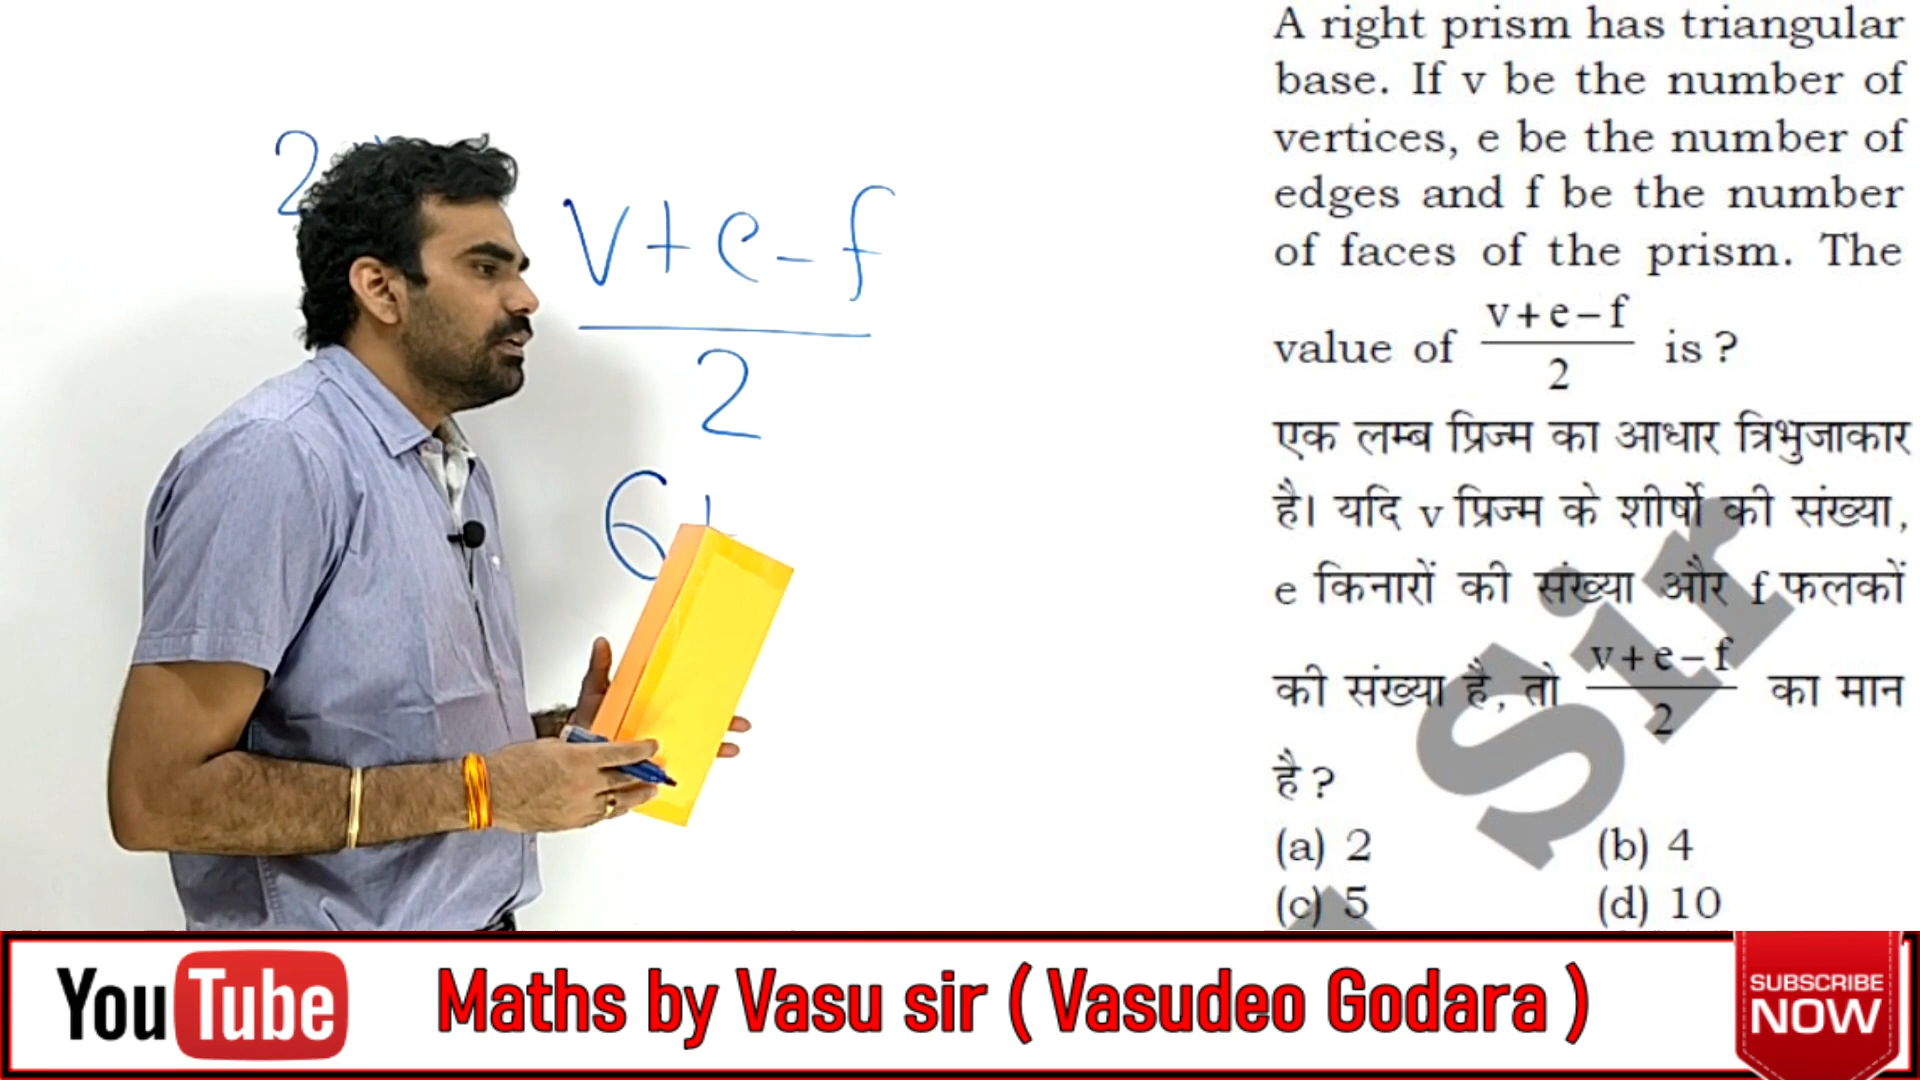 A right prism has triangular
base. If v be the number of
vertices, e be the number of
edges and f be the number
of faces of the prism. The
value of (v+e–f)/2 is ?
एक लम्ब प्रिज्म का आधार त्रिभुजाकार
है। यदि v प्रिज्म के शीर्षो की संख्या,
e किनारों की संख्या और f फलकों
की संख्या है, तो (v+e–f)/2 का मान
है ?
(a) 2 (b) 4
(c) 5 (d) 10
2
v+e-f
2
6+
Sir
YouTube
Maths by Vasu sir ( Vasudeo Godara )
SUBSCRIBE
NOW